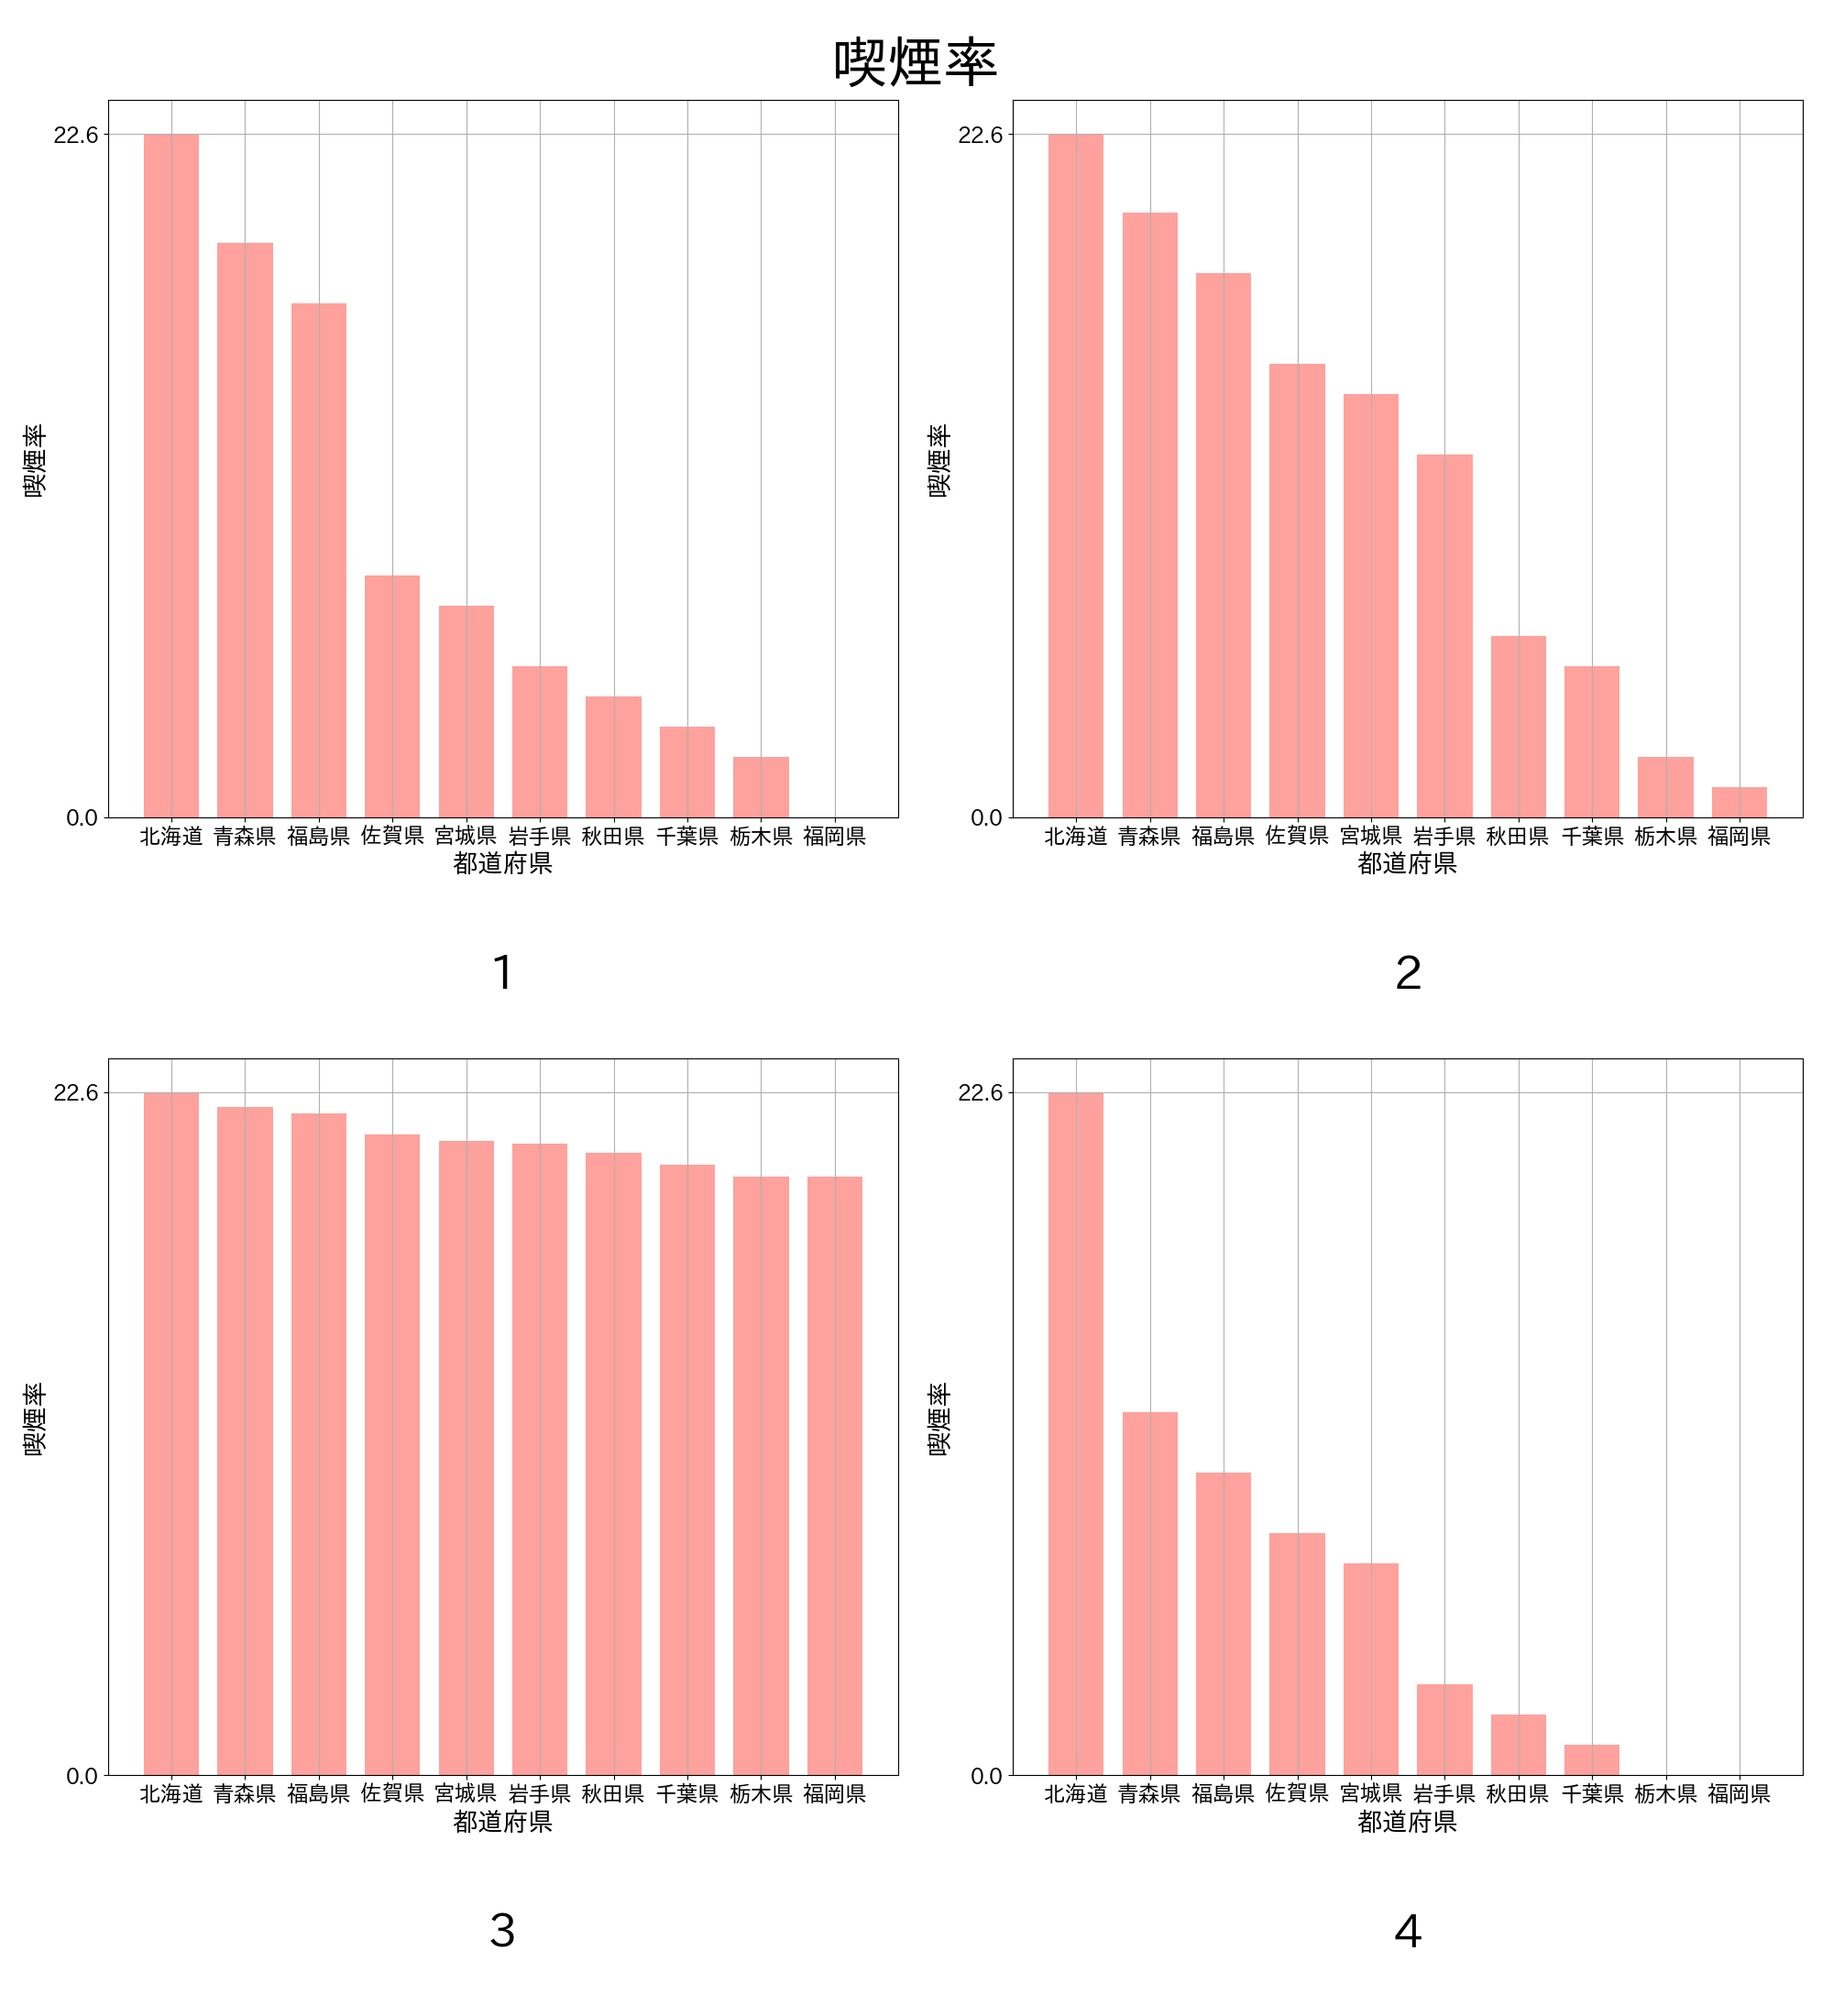 喫煙率
22.6
0.0
喫煙率
北海道 青森県 福島県 佐賀県 宮城県 岩手県 秋田県 千葉県 栃木県 福岡県
都道府県
1
22.6
0.0
喫煙率
北海道 青森県 福島県 佐賀県 宮城県 岩手県 秋田県 千葉県 栃木県 福岡県
都道府県
2
22.6
0.0
喫煙率
北海道 青森県 福島県 佐賀県 宮城県 岩手県 秋田県 千葉県 栃木県 福岡県
都道府県
3
22.6
0.0
喫煙率
北海道 青森県 福島県 佐賀県 宮城県 岩手県 秋田県 千葉県 栃木県 福岡県
都道府県
4